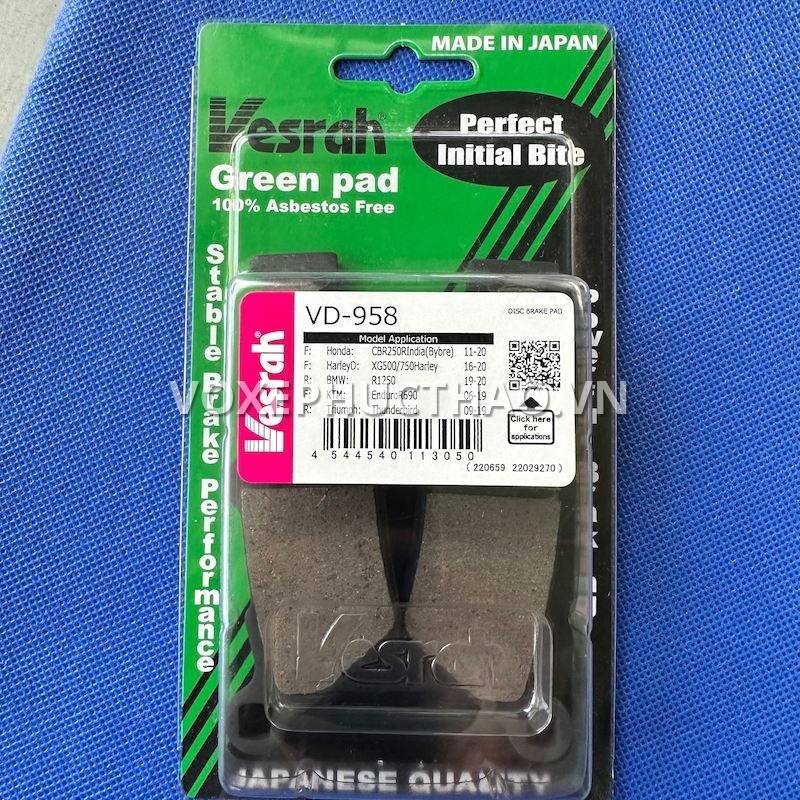 MADE IN JAPAN
Vesrah®
Perfect
Initial Bite
Green pad
100% Asbestos Free
Stable Brake Performance
VD-958
DISC BRAKE PAD
Vesrah®
Model Application
F: Honda: CBR250RIndia(Bybre) 11-20
F: HarleyD: XG500/750Harley 16-20
R: BMW: R1250 19-20
F: KTM: EnduroR690 06-19
R: Triumph: Thunderbird 09-19
VOXEPHUCTHAO.VN
Click here
for
applications
4 544540 113050
(220659 22029270)
Vesrah
JAPANESE QUALITY